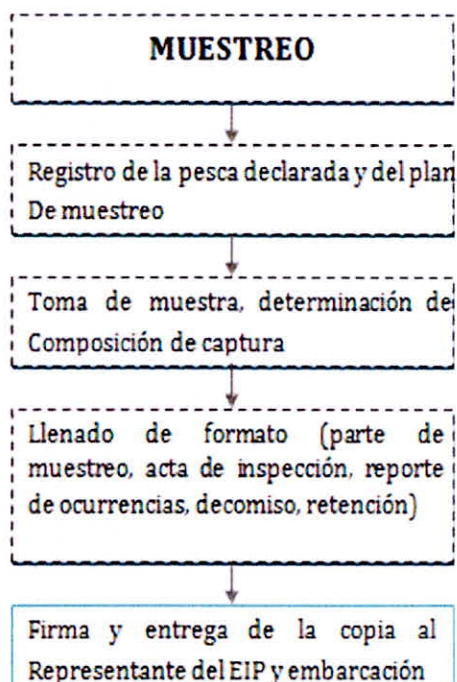 MUESTREO
Registro de la pesca declarada y del plan
De muestreo
Toma de muestra, determinación de
Composición de captura
Llenado de formato (parte de
muestreo, acta de inspección, reporte
de ocurrencias, decomiso, retención)
Firma y entrega de la copia al
Representante del EIP y embarcación